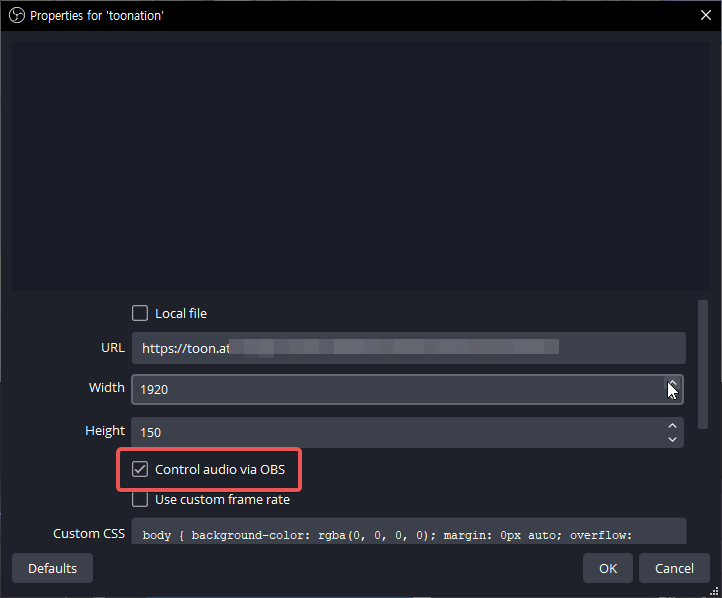 Properties for 'toonation'
Local file
URL https://toon.at
Width 1920
Height 150
Control audio via OBS
Use custom frame rate
Custom CSS body { background-color: rgba(0, 0, 0, 0); margin: 0px auto; overflow:
Defaults OK Cancel